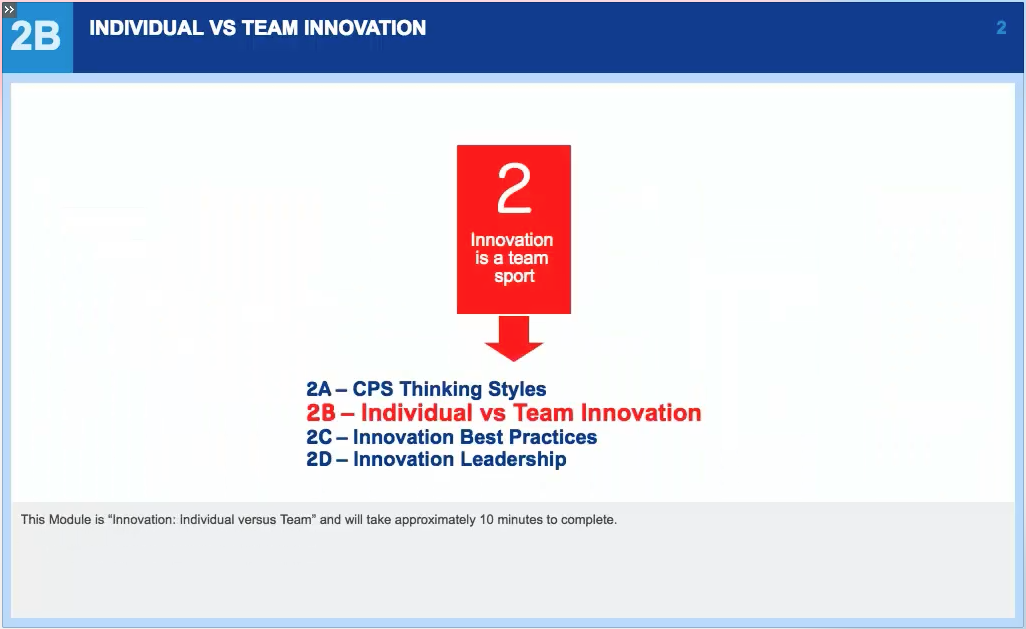 »
2B
INDIVIDUAL VS TEAM INNOVATION
2
2
Innovation
is a team
sport
2A – CPS Thinking Styles
2B – Individual vs Team Innovation
2C – Innovation Best Practices
2D – Innovation Leadership
This Module is “Innovation: Individual versus Team” and will take approximately 10 minutes to complete.